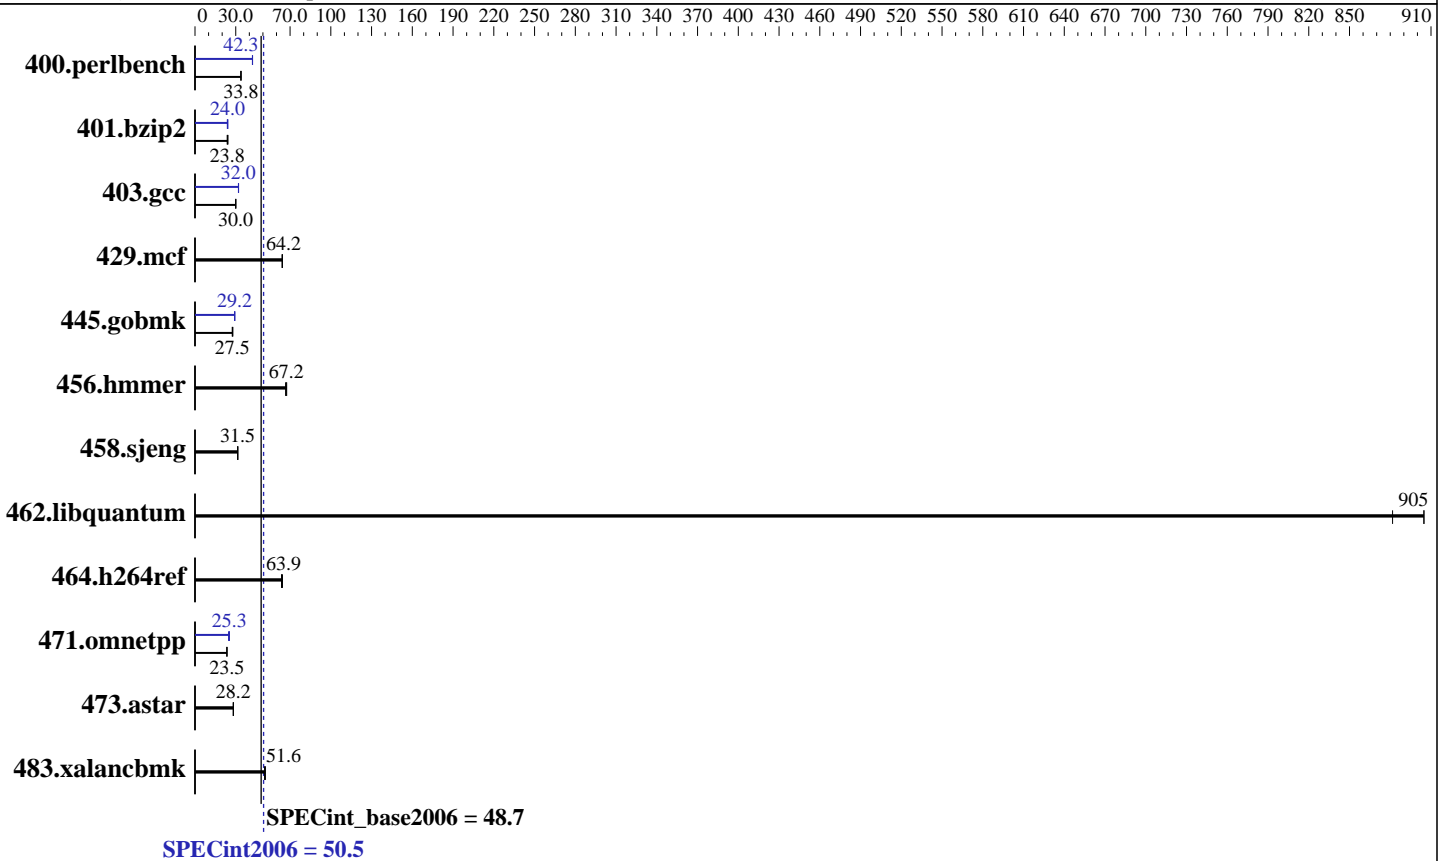 0 30.0 70.0 100 130 160 190 220 250 280 310 340 370 400 430 460 490 520 550 580 610 640 670 700 730 760 790 820 850 910
42.3
400.perlbench
33.8
24.0
401.bzip2
23.8
32.0
403.gcc
30.0
64.2
429.mcf
29.2
445.gobmk
27.5
67.2
456.hmmer
31.5
458.sjeng
905
462.libquantum
63.9
464.h264ref
25.3
471.omnetpp
23.5
28.2
473.astar
51.6
483.xalancbmk
SPECint_base2006 = 48.7
SPECint2006 = 50.5